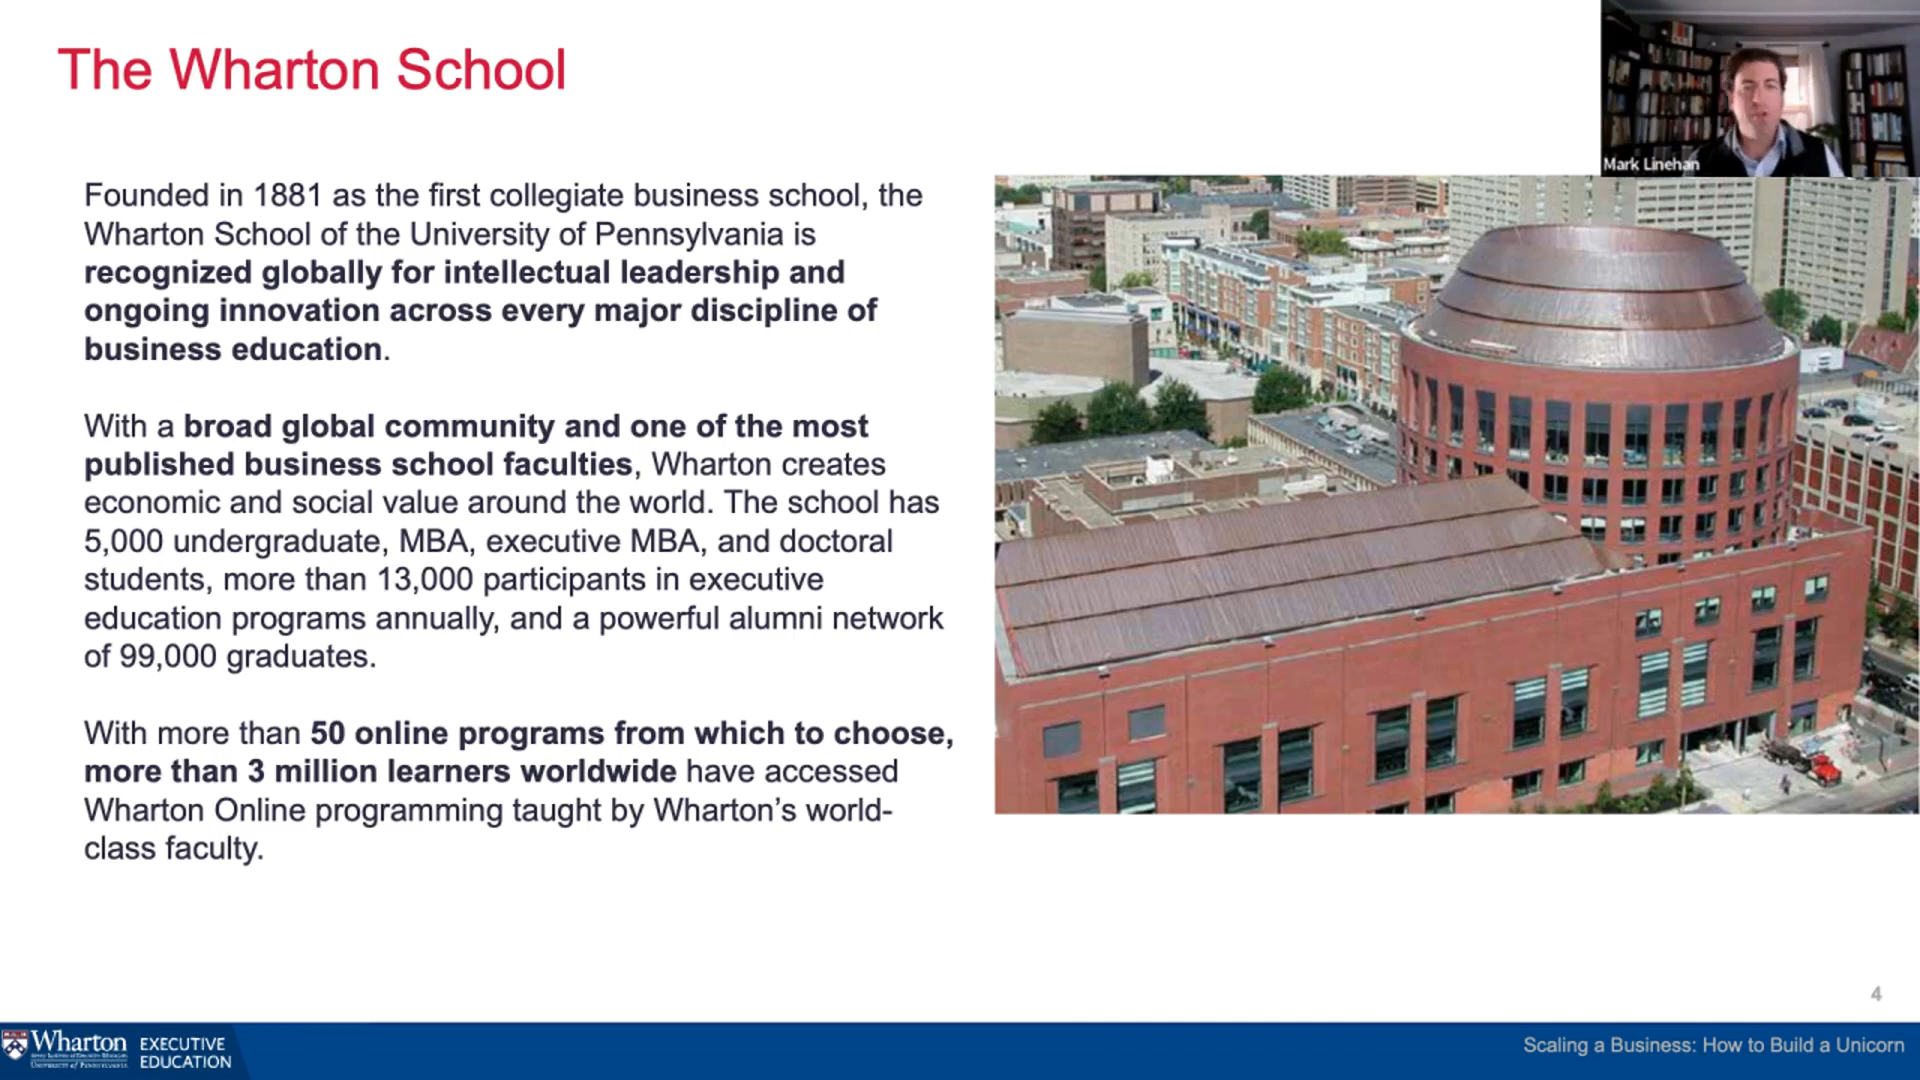 The Wharton School
Mark Linehan
Founded in 1881 as the first collegiate business school, the
Wharton School of the University of Pennsylvania is
recognized globally for intellectual leadership and
ongoing innovation across every major discipline of
business education.
With a broad global community and one of the most
published business school faculties, Wharton creates
economic and social value around the world. The school has
5,000 undergraduate, MBA, executive MBA, and doctoral
students, more than 13,000 participants in executive
education programs annually, and a powerful alumni network
of 99,000 graduates.
With more than 50 online programs from which to choose,
more than 3 million learners worldwide have accessed
Wharton Online programming taught by Wharton’s world-
class faculty.
4
Wharton
UNIVERSITY of PENNSYLVANIA
EXECUTIVE
EDUCATION
Scaling a Business: How to Build a Unicorn